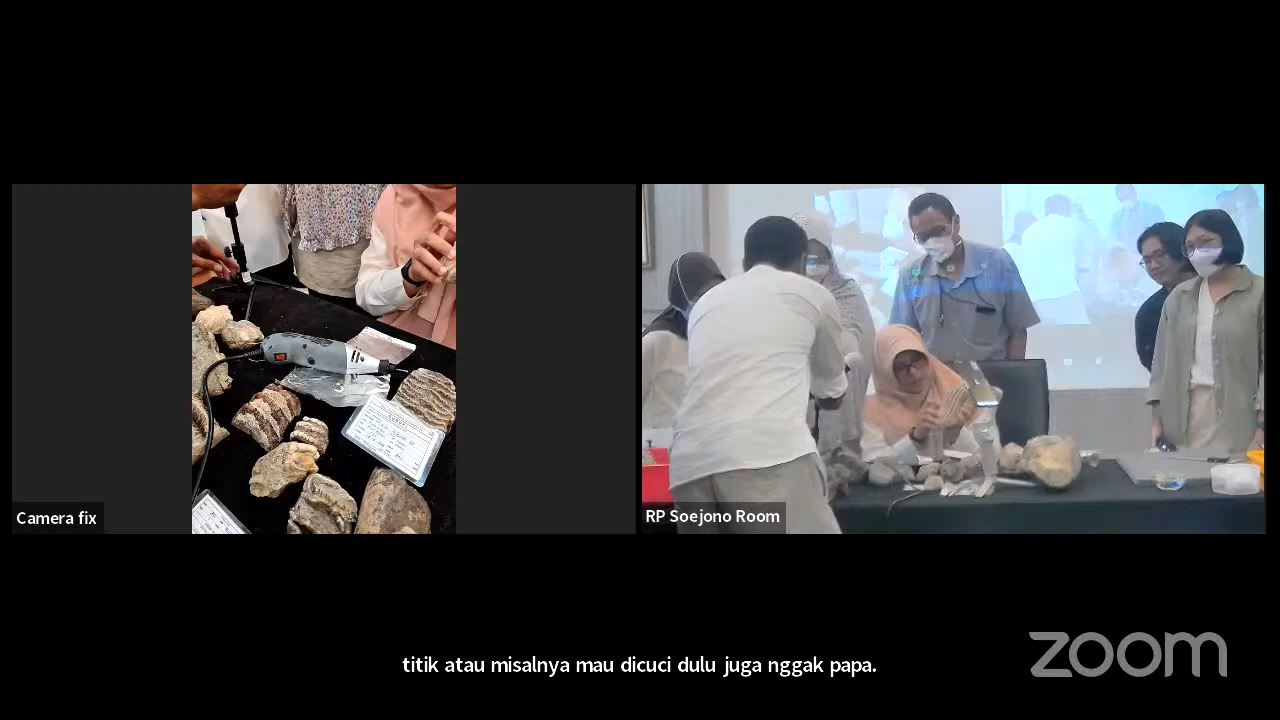 Camera fix
RP Soejono Room
titik atau misalnya mau dicuci dulu juga nggak papa.
zoom